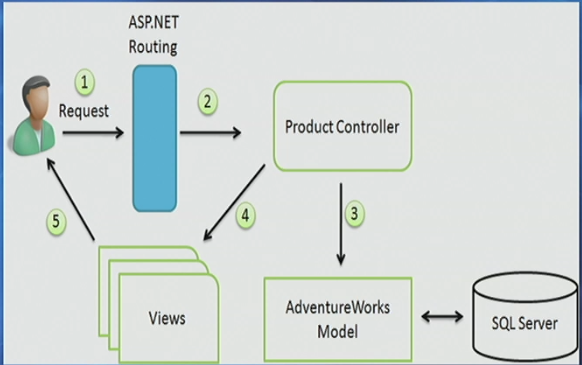 ASP.NET
Routing
1
Request
2
Product Controller
5
4
3
Views
AdventureWorks
Model
SQL Server